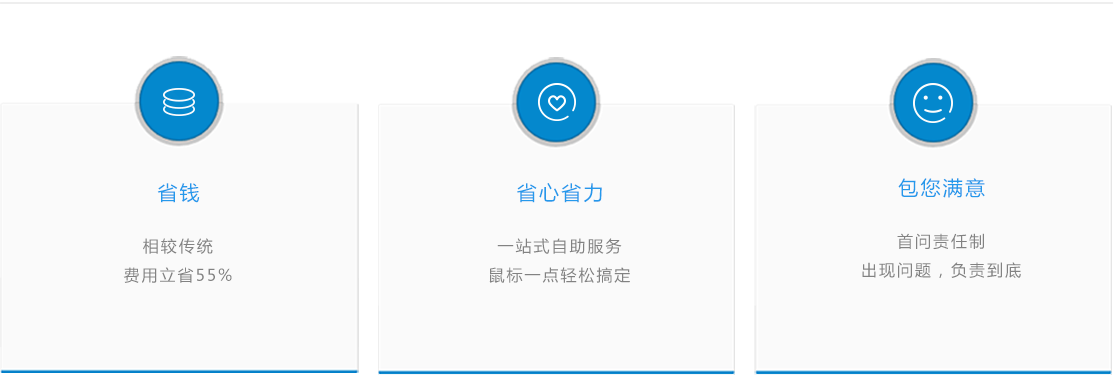 省钱
相较传统
费用立省55%
省心省力
一站式自助服务
鼠标一点轻松搞定
包您满意
首问责任制
出现问题，负责到底